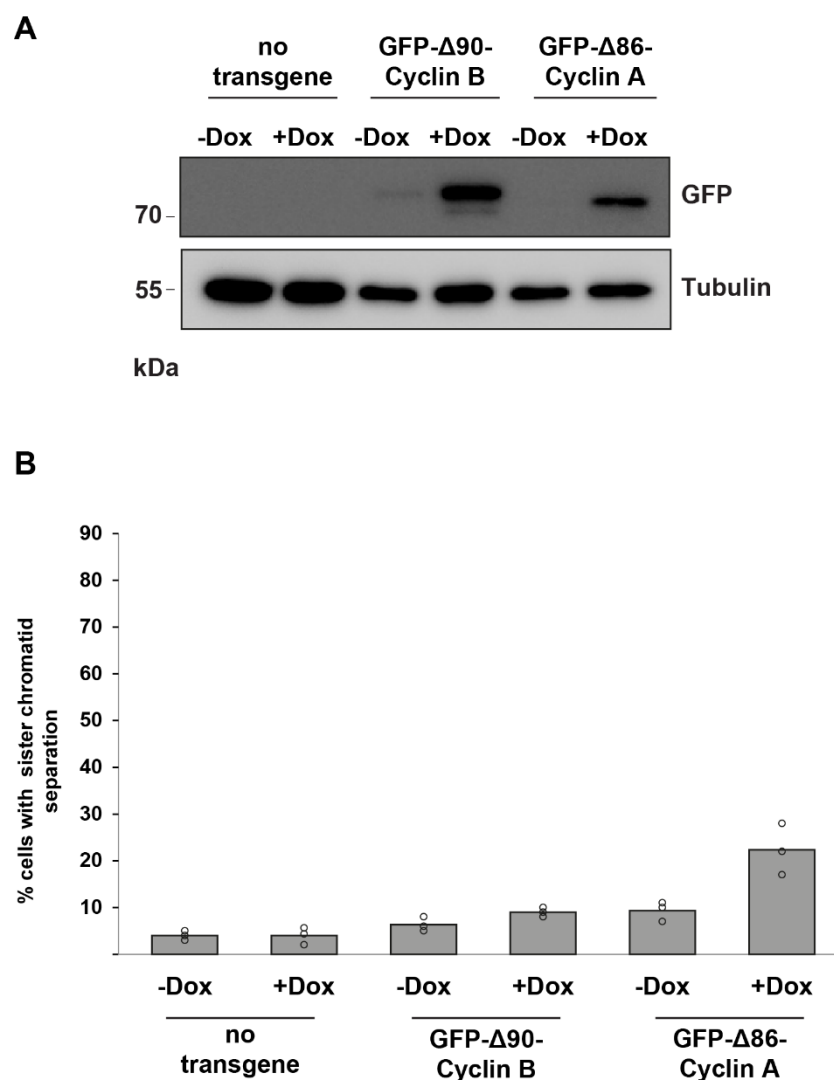 A
no
transgene
GFP-Δ90-
Cyclin B
GFP-Δ86-
Cyclin A
-Dox +Dox -Dox +Dox -Dox +Dox
GFP
70
55
Tubulin
kDa
B
% cells with sister chromatid
separation
90
80
70
60
50
40
30
20
10
-Dox +Dox -Dox +Dox -Dox +Dox
no
transgene
GFP-Δ90-
Cyclin B
GFP-Δ86-
Cyclin A